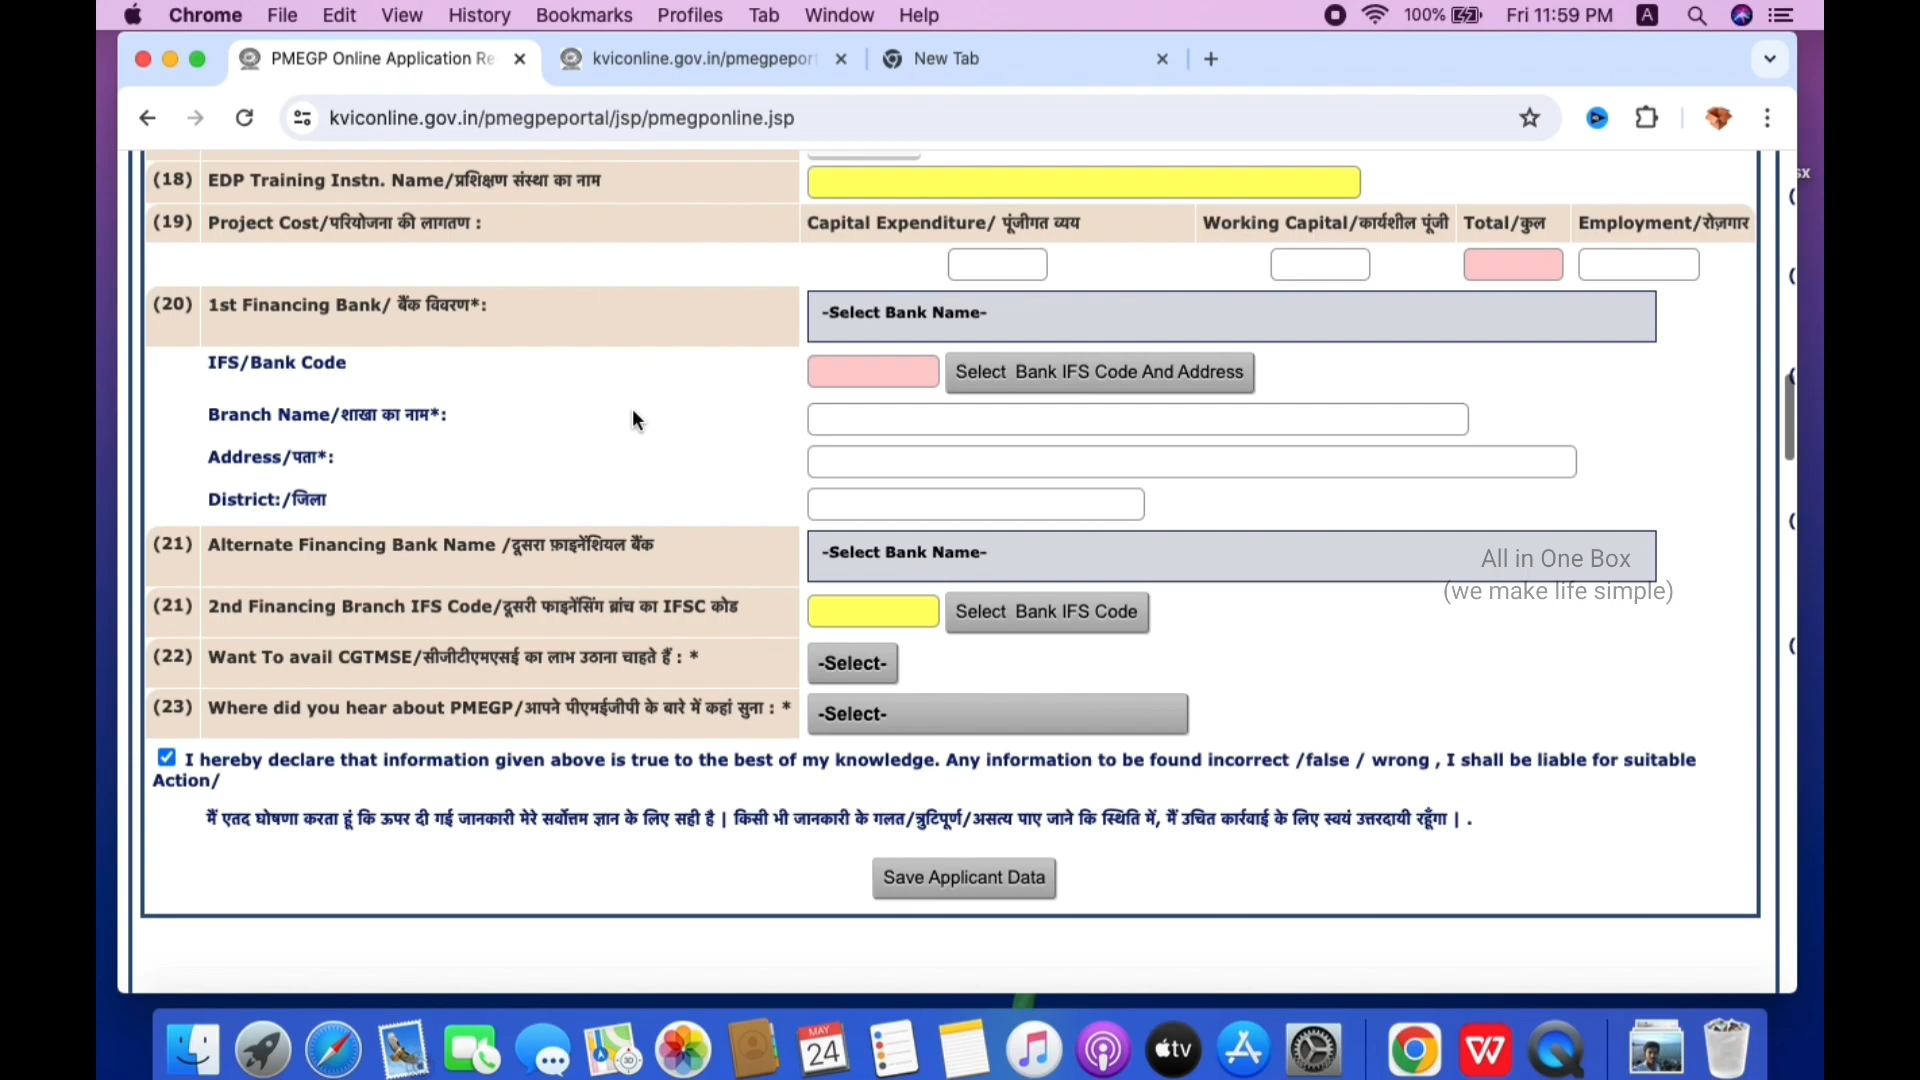 Chrome File Edit View History Bookmarks Profiles Tab Window Help 100% Fri 11:59 PM A
PMEGP Online Application Re kviconline.gov.in/pmegpeport New Tab
kviconline.gov.in/pmegpeportal/jsp/pmegponline.jsp
(18) EDP Training Instn. Name/प्रशिक्षण संस्था का नाम
(19) Project Cost/परियोजना की लागतण : Capital Expenditure/ पूंजीगत व्यय Working Capital/कार्यशील पूंजी Total/कुल Employment/रोज़गार
(20) 1st Financing Bank/ बैंक विवरण*: -Select Bank Name-
IFS/Bank Code Select Bank IFS Code And Address
Branch Name/शाखा का नाम*:
Address/पता*:
District:/जिला
(21) Alternate Financing Bank Name /दूसरा फ़ाइनेंशियल बैंक -Select Bank Name-
All in One Box
(we make life simple)
(21) 2nd Financing Branch IFS Code/दूसरी फाइनेंसिंग ब्रांच का IFSC कोड Select Bank IFS Code
(22) Want To avail CGTMSE/सीजीटीएमएसई का लाभ उठाना चाहते हैं : * -Select-
(23) Where did you hear about PMEGP/आपने पीएमईजीपी के बारे में कहां सुना : * -Select-
I hereby declare that information given above is true to the best of my knowledge. Any information to be found incorrect /false / wrong , I shall be liable for suitable
Action/
मैं एतद घोषणा करता हूं कि ऊपर दी गई जानकारी मेरे सर्वोत्तम ज्ञान के लिए सही है | किसी भी जानकारी के गलत/त्रुटिपूर्ण/असत्य पाए जाने कि स्थिति में, मैं उचित कार्रवाई के लिए स्वयं उत्तरदायी रहूँगा | .
Save Applicant Data
MAY
24
3D
tv